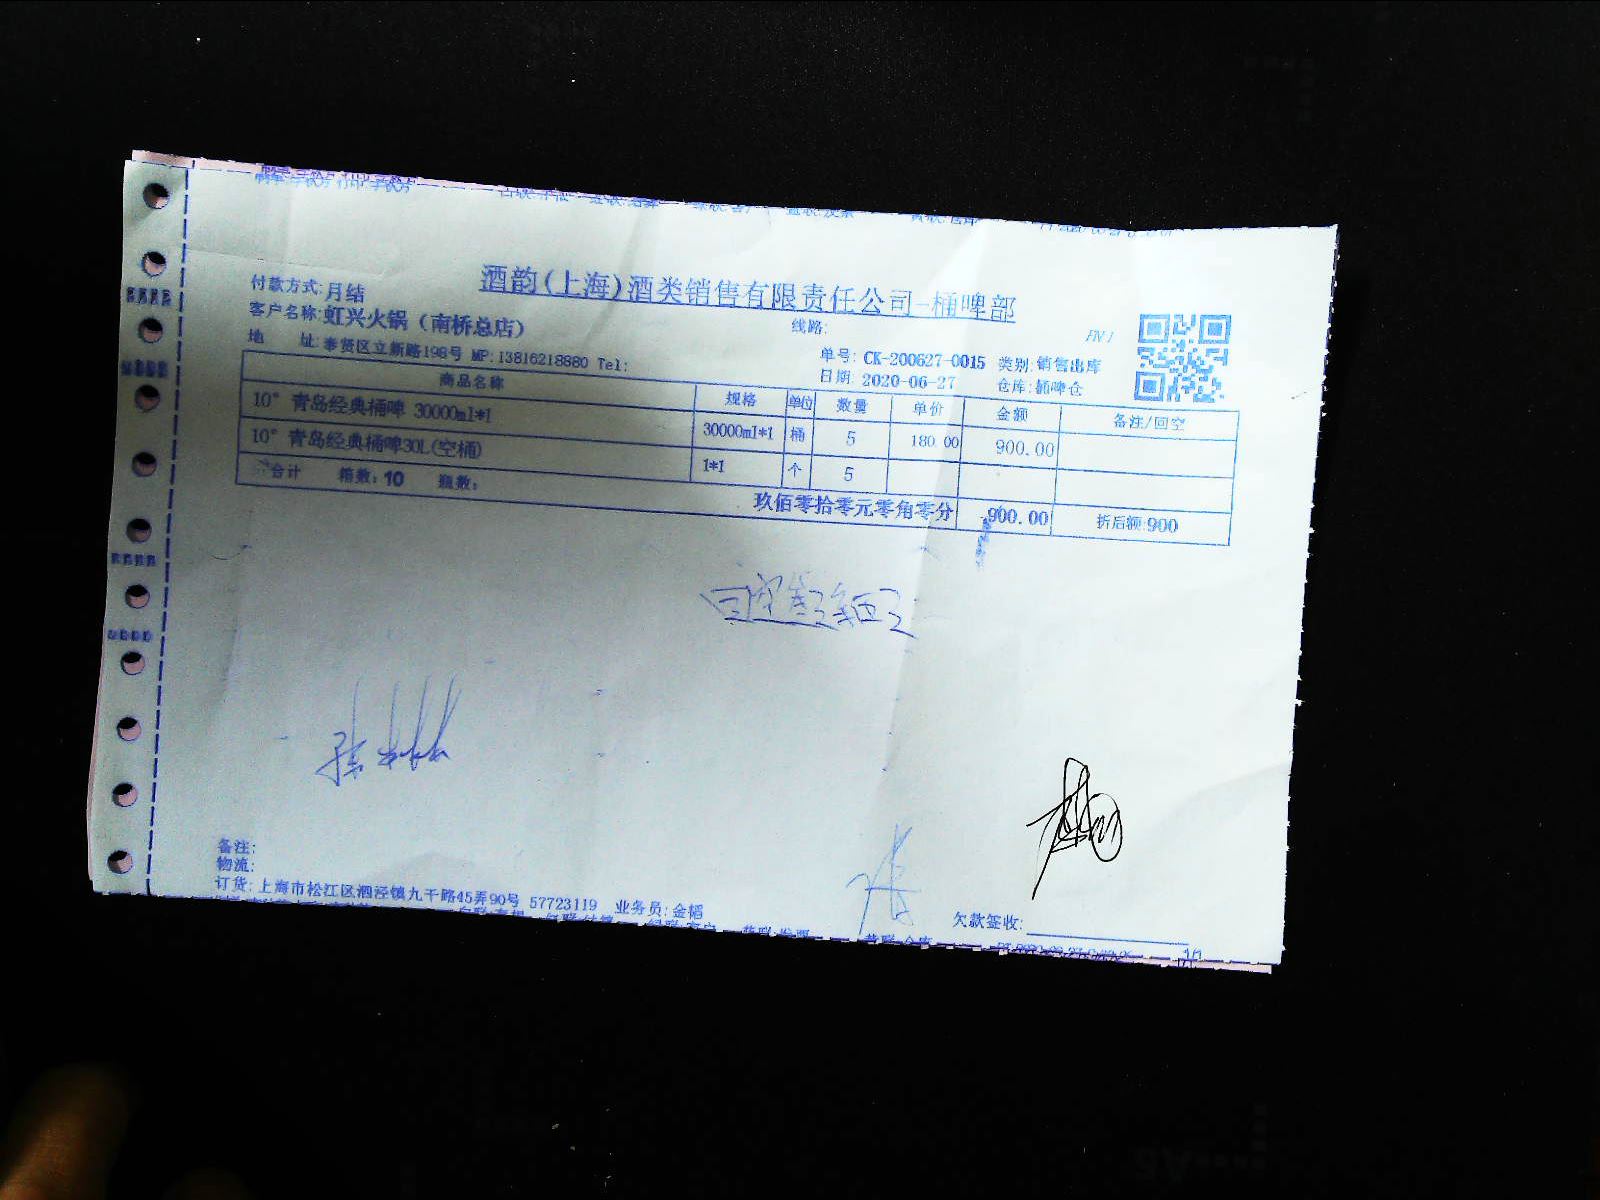 酒韵(上海)酒类销售有限责任公司-桶啤部
付款方式:月结
客户名称:虹兴火锅（南桥总店） 线路:
地 址:奉贤区立新路198号 MP:13816218880 Tel:
单号: CK-200627-0015 类别:销售出库
日期: 2020-06-27 仓库:桶啤仓
商品名称 规格 单位 数量 单价 金额 备注/回空
10° 青岛经典桶啤 30000ml*1 30000ml*1 桶 5 180.00 900.00
10° 青岛经典桶啤30L(空桶) 1*1 个 5
合计 箱数: 10 瓶数: 玖佰零拾零元零角零分 900.00 折后额:900
备注:
物流:
订货: 上海市松江区泗泾镇九干路45弄90号 57723119 业务员:金韬
欠款签收:
1/1